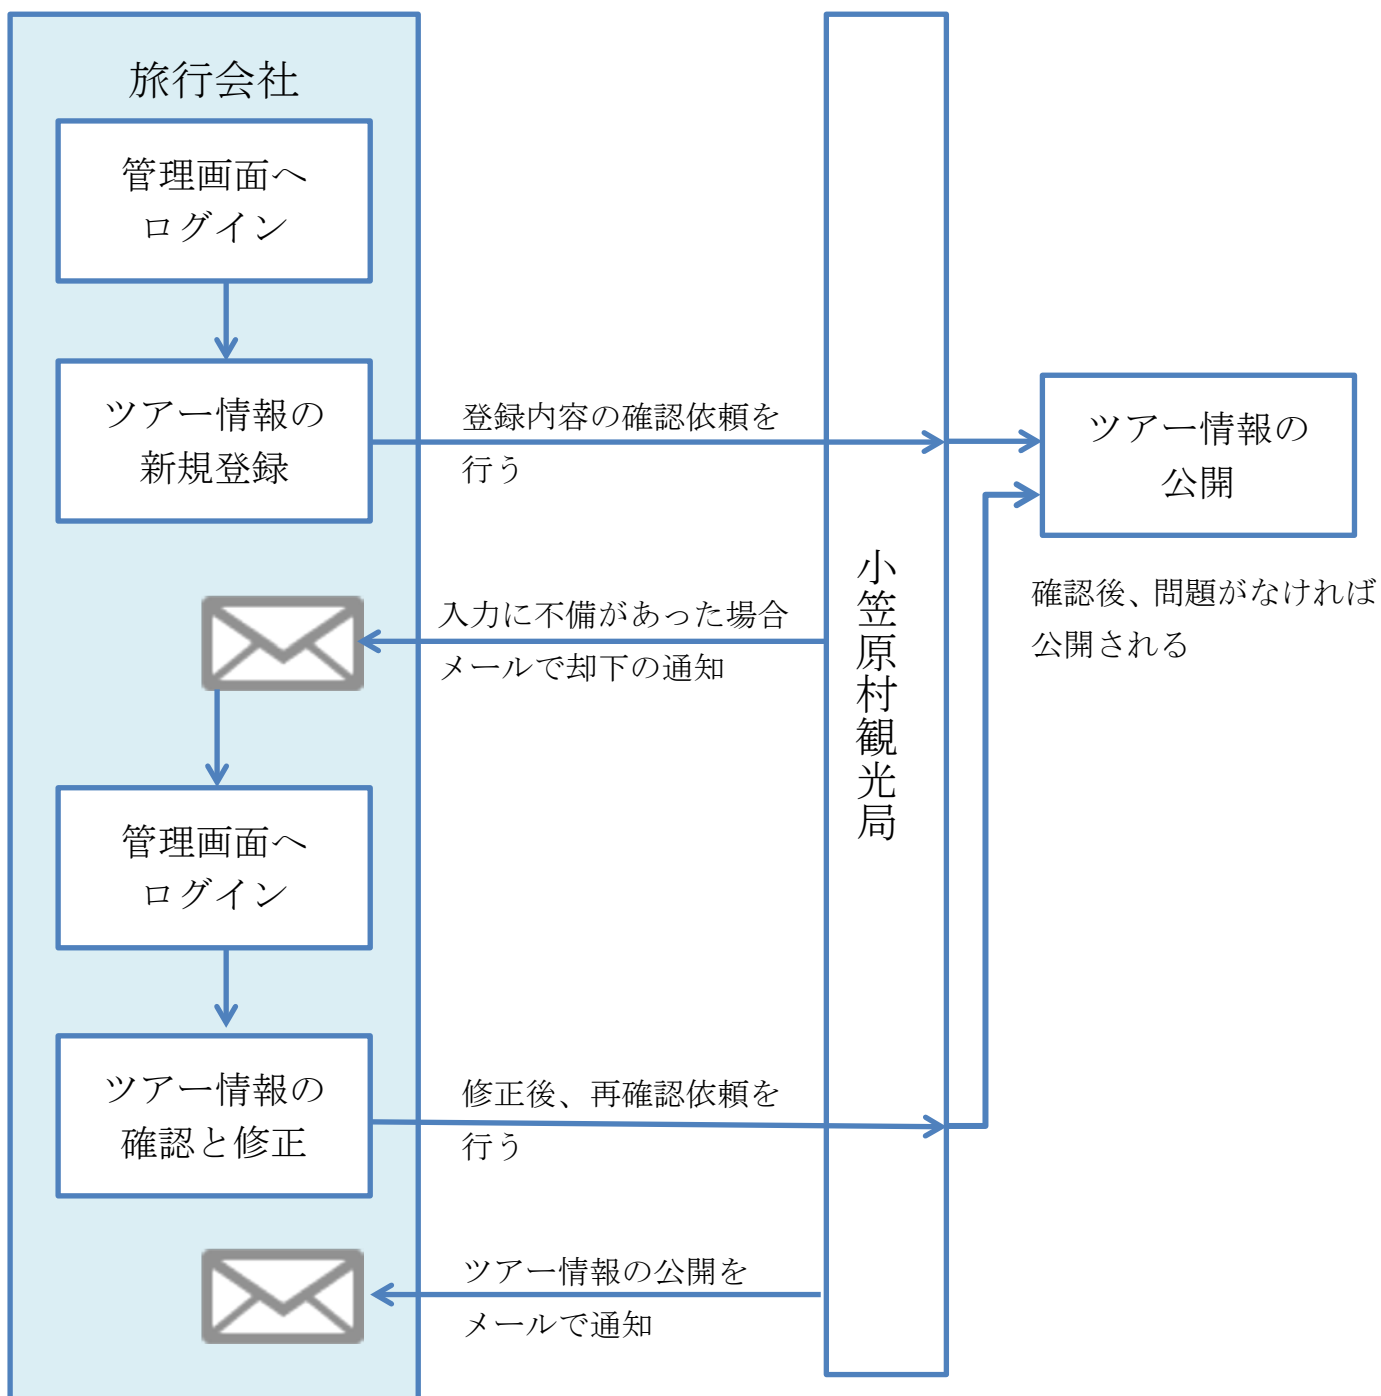 旅行会社
管理画面へ
ログイン
ツアー情報の
新規登録
登録内容の確認依頼を
行う
ツアー情報の
公開
確認後、問題がなければ
公開される
小笠原村観光局
入力に不備があった場合
メールで却下の通知
管理画面へ
ログイン
ツアー情報の
確認と修正
修正後、再確認依頼を
行う
ツアー情報の公開を
メールで通知